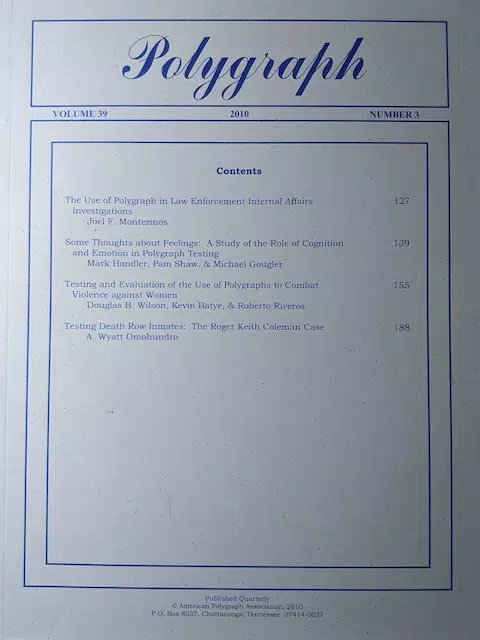 Polygraph
VOLUME 39 2010 NUMBER 3
Contents
The Use of Polygraph in Law Enforcement Internal Affairs 127
Investigations
Joel F. Montezinos
Some Thoughts about Feelings: A Study of the Role of Cognition 139
and Emotion in Polygraph Testing
Mark Handler, Pam Shaw, & Michael Gougler
Testing and Evaluation of the Use of Polygraphs to Combat 155
Violence against Women
Douglas B. Wilson, Kevin Batye, & Roberto Riveros
Testing Death Row Inmates: The Roger Keith Coleman Case 188
A. Wyatt Omohundro
Published Quarterly
© American Polygraph Association, 2010
P.O. Box 8037, Chattanooga, Tennessee 37414-0037